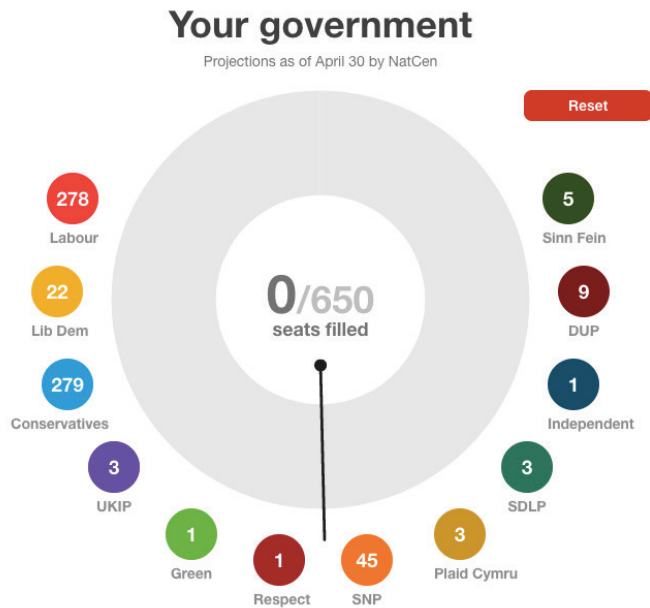 Your government
Projections as of April 30 by NatCen
Reset
278
Labour
5
Sinn Fein
22
Lib Dem
0/650
seats filled
9
DUP
279
Conservatives
1
Independent
3
UKIP
3
SDLP
1
Green
1
Respect
45
SNP
3
Plaid Cymru